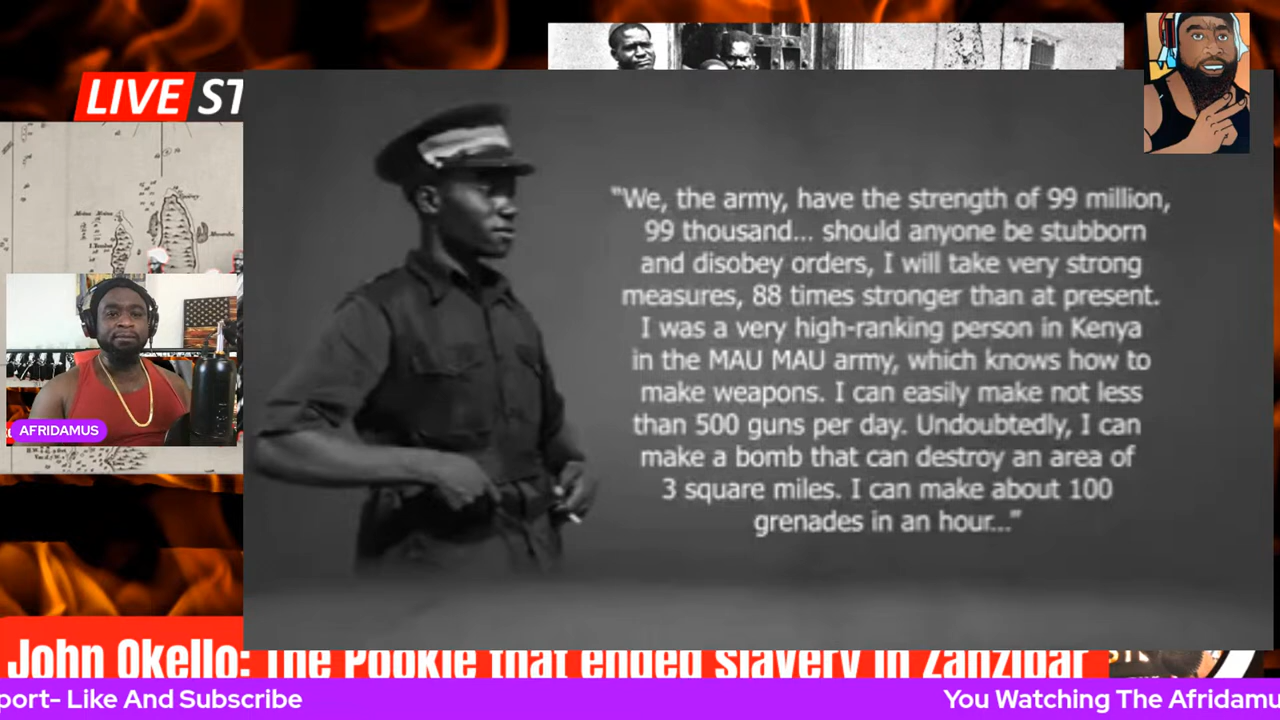 LIVE ST
"We, the army, have the strength of 99 million,
99 thousand... should anyone be stubborn
and disobey orders, I will take very strong
measures, 88 times stronger than at present.
I was a very high-ranking person in Kenya
in the MAU MAU army, which knows how to
make weapons. I can easily make not less
than 500 guns per day. Undoubtedly, I can
make a bomb that can destroy an area of
3 square miles. I can make about 100
grenades in an hour..."
AFRIDAMUS
John Okello: The Pookie that ended slavery in Zanzibar
port- Like And Subscribe
You Watching The Afridamu